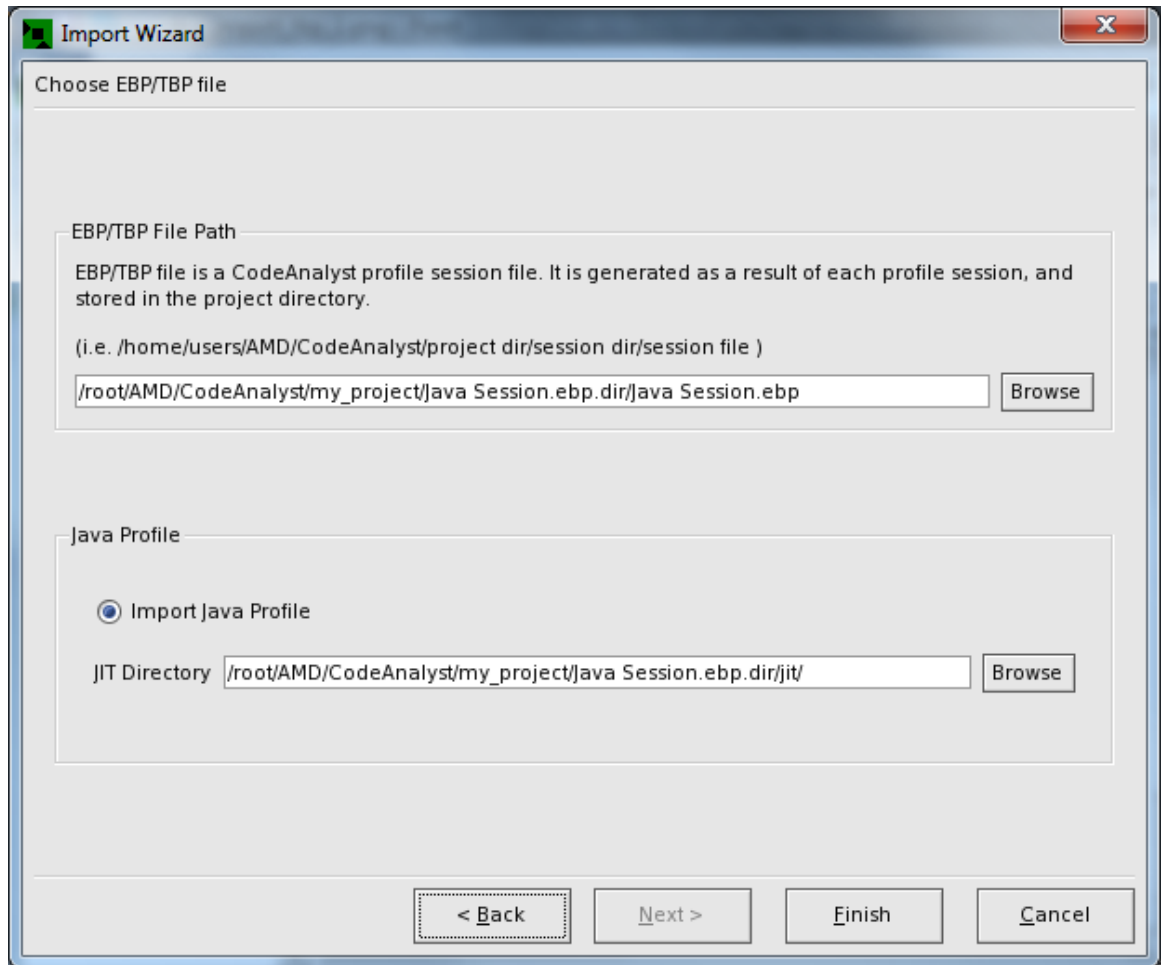 Import Wizard
Choose EBP/TBP file
EBP/TBP File Path
EBP/TBP file is a CodeAnalyst profile session file. It is generated as a result of each profile session, and
stored in the project directory.
(i.e. /home/users/AMD/CodeAnalyst/project dir/session dir/session file )
/root/AMD/CodeAnalyst/my_project/Java Session.ebp.dir/Java Session.ebp
Browse
Java Profile
Import Java Profile
JIT Directory /root/AMD/CodeAnalyst/my_project/Java Session.ebp.dir/jit/ Browse
< Back Next > Finish Cancel